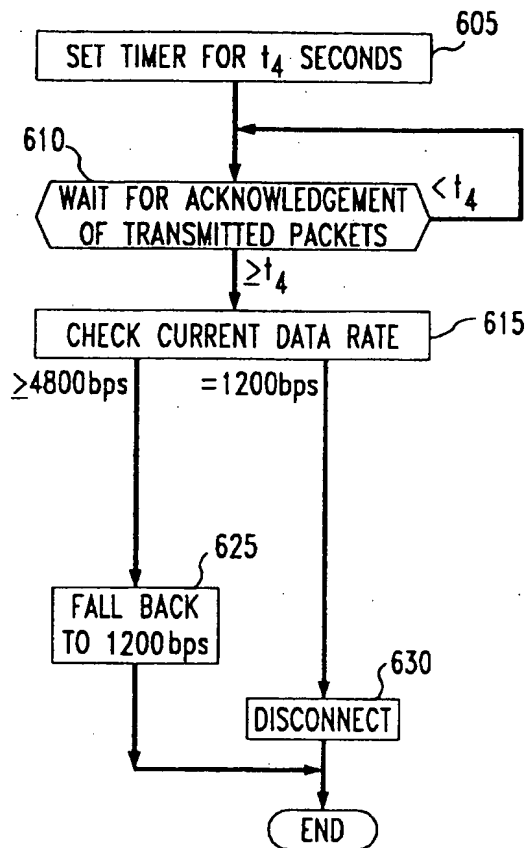 605
SET TIMER FOR t₄ SECONDS
610
WAIT FOR ACKNOWLEDGEMENT
OF TRANSMITTED PACKETS
<t₄
≥t₄
CHECK CURRENT DATA RATE
615
≥4800bps
=1200bps
625
FALL BACK
TO 1200bps
630
DISCONNECT
END